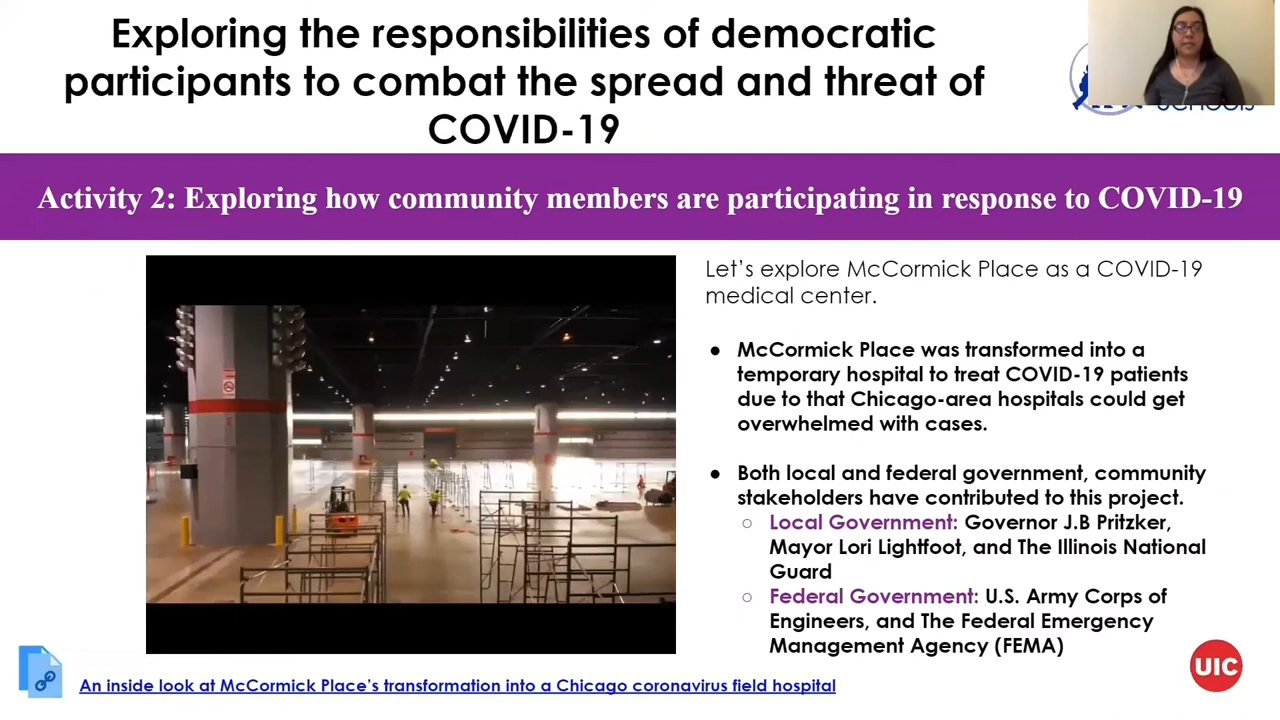 Exploring the responsibilities of democratic
participants to combat the spread and threat of
COVID-19
Activity 2: Exploring how community members are participating in response to COVID-19
Let's explore McCormick Place as a COVID-19
medical center.
● McCormick Place was transformed into a
temporary hospital to treat COVID-19 patients
due to that Chicago-area hospitals could get
overwhelmed with cases.
● Both local and federal government, community
stakeholders have contributed to this project.
○ Local Government: Governor J.B Pritzker,
Mayor Lori Lightfoot, and The Illinois National
Guard
○ Federal Government: U.S. Army Corps of
Engineers, and The Federal Emergency
Management Agency (FEMA)
UIC
An inside look at McCormick Place's transformation into a Chicago coronavirus field hospital